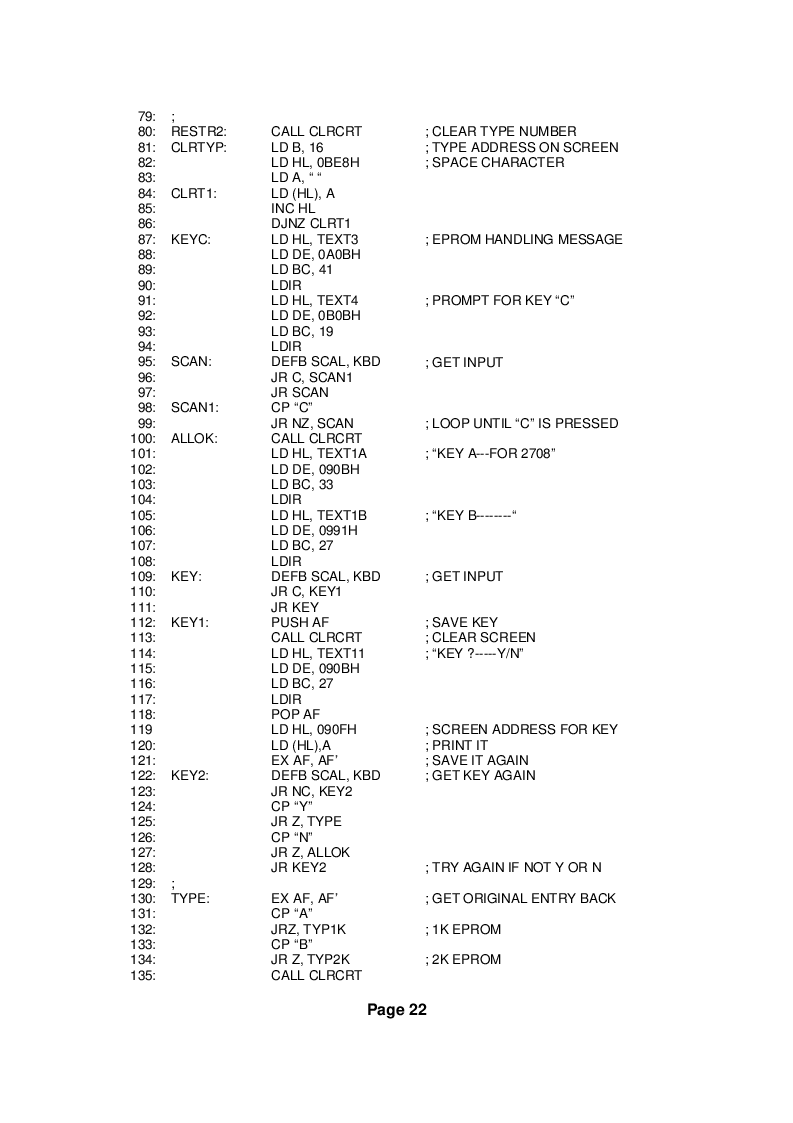 79: ;
80: RESTR2: CALL CLRCRT ; CLEAR TYPE NUMBER
81: CLRTYP: LD B, 16 ; TYPE ADDRESS ON SCREEN
82: LD HL, 0BE8H ; SPACE CHARACTER
83: LD A, “ “
84: CLRT1: LD (HL), A
85: INC HL
86: DJNZ CLRT1
87: KEYC: LD HL, TEXT3 ; EPROM HANDLING MESSAGE
88: LD DE, 0A0BH
89: LD BC, 41
90: LDIR
91: LD HL, TEXT4 ; PROMPT FOR KEY “C”
92: LD DE, 0B0BH
93: LD BC, 19
94: LDIR
95: SCAN: DEFB SCAL, KBD ; GET INPUT
96: JR C, SCAN1
97: JR SCAN
98: SCAN1: CP “C”
99: JR NZ, SCAN ; LOOP UNTIL “C” IS PRESSED
100: ALLOK: CALL CLRCRT
101: LD HL, TEXT1A ; “KEY A---FOR 2708”
102: LD DE, 090BH
103: LD BC, 33
104: LDIR
105: LD HL, TEXT1B ; “KEY B--------“
106: LD DE, 0991H
107: LD BC, 27
108: LDIR
109: KEY: DEFB SCAL, KBD ; GET INPUT
110: JR C, KEY1
111: JR KEY
112: KEY1: PUSH AF ; SAVE KEY
113: CALL CLRCRT ; CLEAR SCREEN
114: LD HL, TEXT11 ; “KEY ?-----Y/N”
115: LD DE, 090BH
116: LD BC, 27
117: LDIR
118: POP AF
119 LD HL, 090FH ; SCREEN ADDRESS FOR KEY
120: LD (HL),A ; PRINT IT
121: EX AF, AF’ ; SAVE IT AGAIN
122: KEY2: DEFB SCAL, KBD ; GET KEY AGAIN
123: JR NC, KEY2
124: CP “Y”
125: JR Z, TYPE
126: CP “N”
127: JR Z, ALLOK
128: JR KEY2 ; TRY AGAIN IF NOT Y OR N
129: ;
130: TYPE: EX AF, AF’ ; GET ORIGINAL ENTRY BACK
131: CP “A”
132: JRZ, TYP1K ; 1K EPROM
133: CP “B”
134: JR Z, TYP2K ; 2K EPROM
135: CALL CLRCRT
Page 22